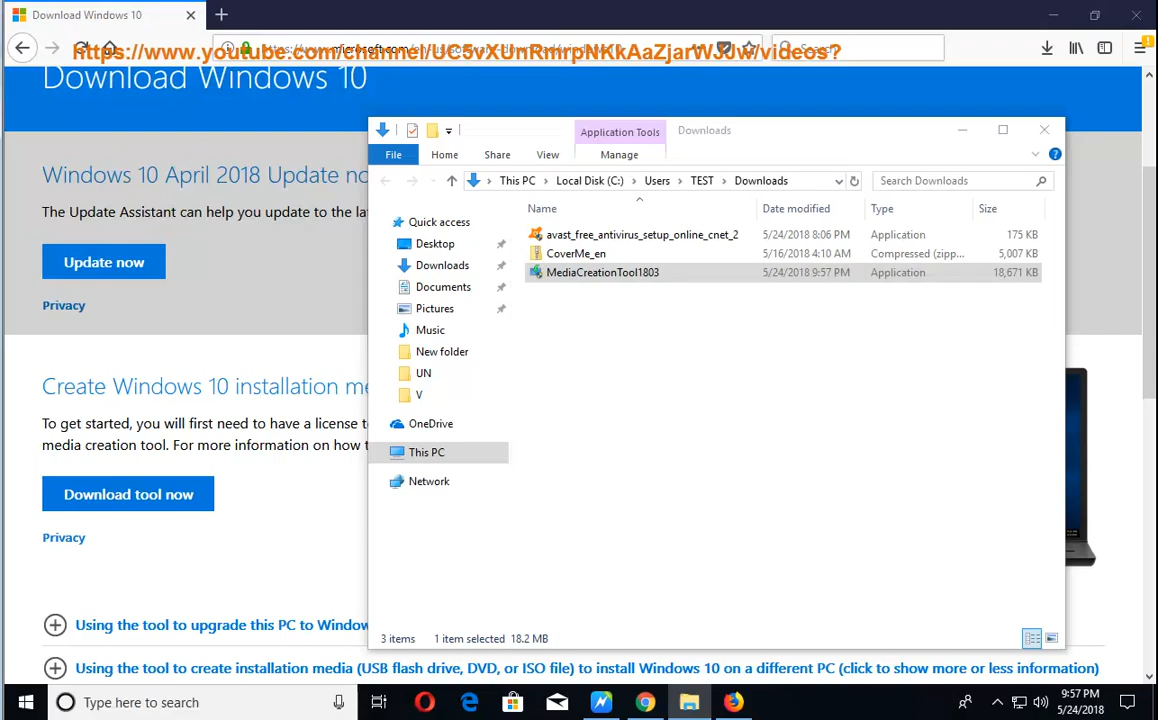 Download Windows 10
https://www.youtube.com/channel/UC5vXUnRmrpNKkAaZjarWJJw/videos?
Download Windows 10
Windows 10 April 2018 Update no
The Update Assistant can help you update to the lat
Update now
Privacy
Create Windows 10 installation me
To get started, you will first need to have a license t
media creation tool. For more information on how t
Download tool now
Privacy
Using the tool to upgrade this PC to Window
Using the tool to create installation media (USB flash drive, DVD, or ISO file) to install Windows 10 on a different PC (click to show more or less information)
Application Tools Downloads
File Home Share View Manage
This PC Local Disk (C:) Users TEST Downloads Search Downloads
Name Date modified Type Size
avast_free_antivirus_setup_online_cnet_2 5/24/2018 8:06 PM Application 175 KB
CoverMe_en 5/16/2018 4:10 AM Compressed (zipp... 5,007 KB
MediaCreationTool1803 5/24/2018 9:57 PM Application 18,671 KB
Quick access
Desktop
Downloads
Documents
Pictures
Music
New folder
UN
V
OneDrive
This PC
Network
3 items 1 item selected 18.2 MB
Type here to search
9:57 PM
5/24/2018